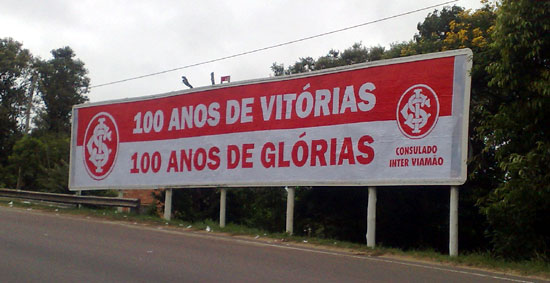 100 ANOS DE VITÓRIAS
100 ANOS DE GLÓRIAS
CONSULADO
INTER VIAMÃO